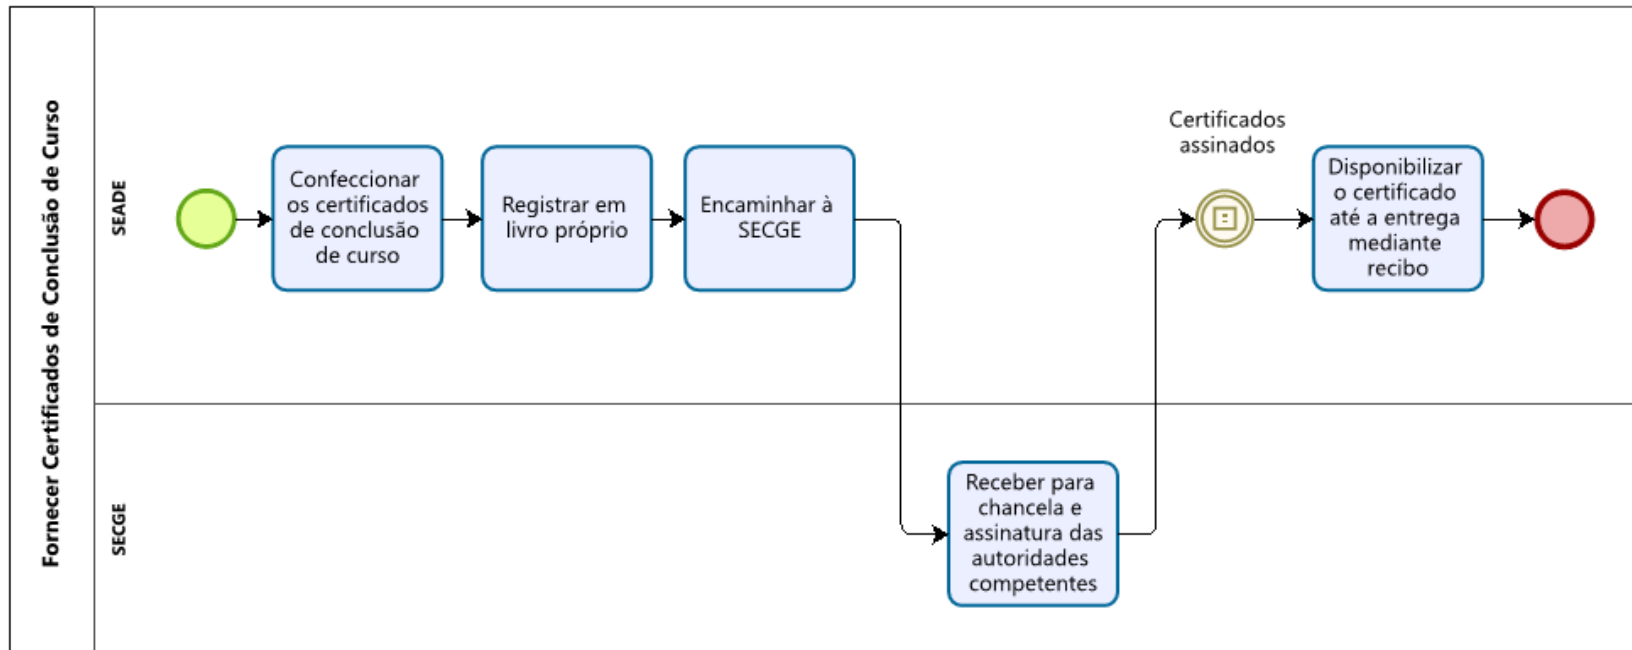 Fornecer Certificados de Conclusão de Curso
SEADE
Confeccionar
os certificados
de conclusão
de curso
Registrar em
livro próprio
Encaminhar à
SECGE
Certificados
assinados
Disponibilizar
o certificado
até a entrega
mediante
recibo
SECGE
Receber para
chancela e
assinatura das
autoridades
competentes